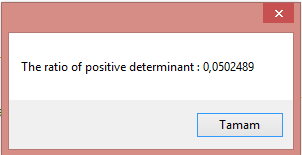 The ratio of positive determinant : 0,0502489
Tamam